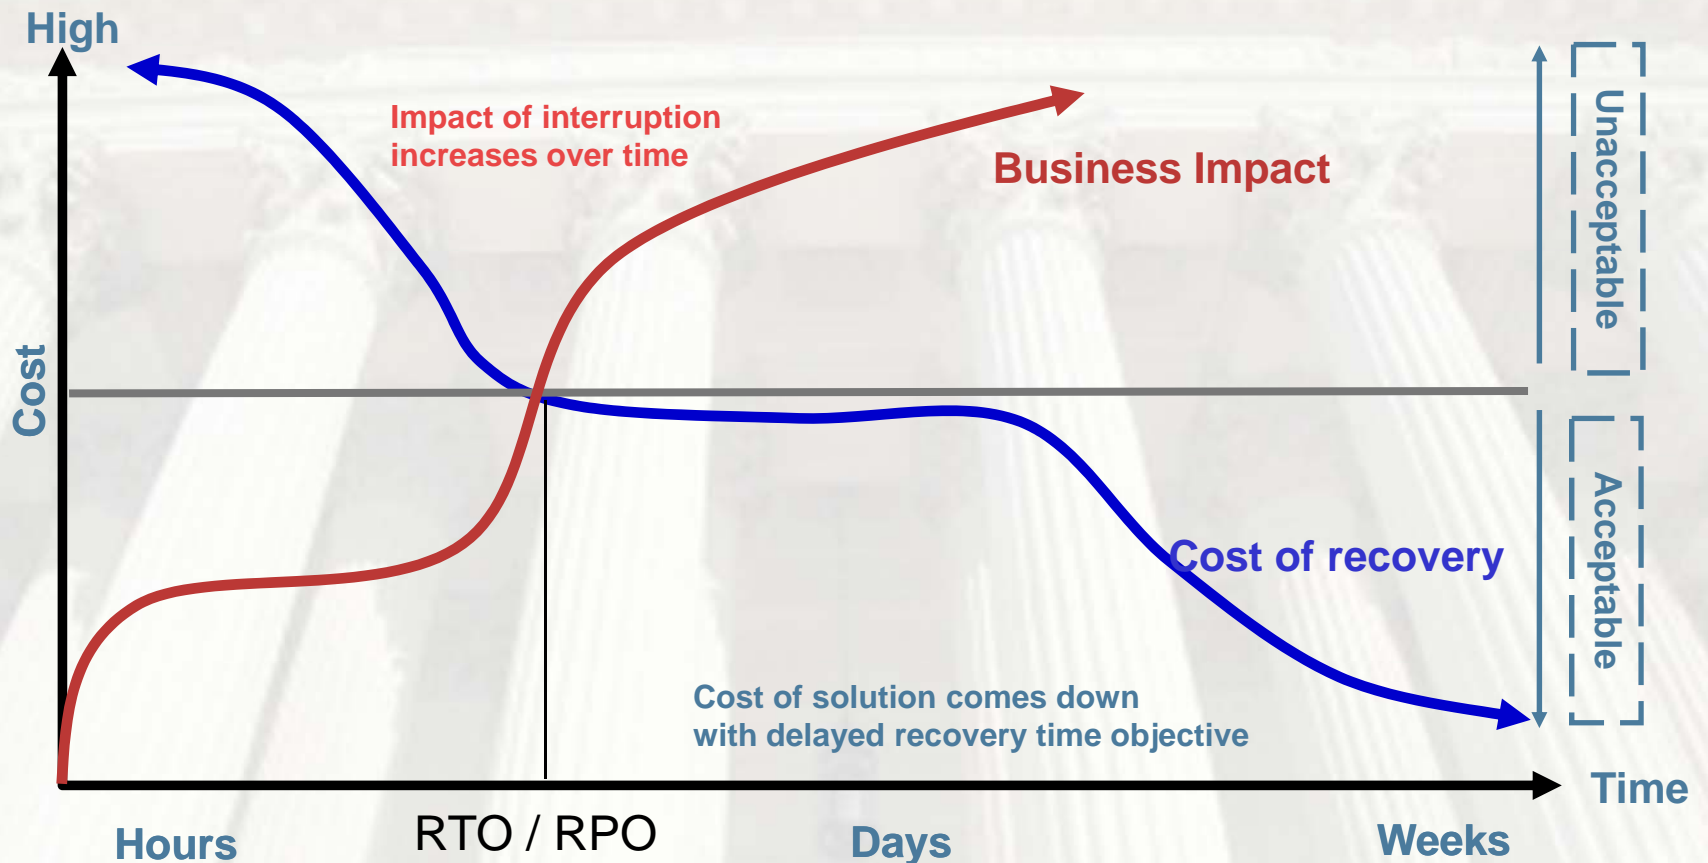 High
Impact of interruption
increases over time
Business Impact
Unacceptable
Cost
Acceptable
Cost of recovery
Cost of solution comes down
with delayed recovery time objective
Time
Hours
RTO / RPO
Days
Weeks